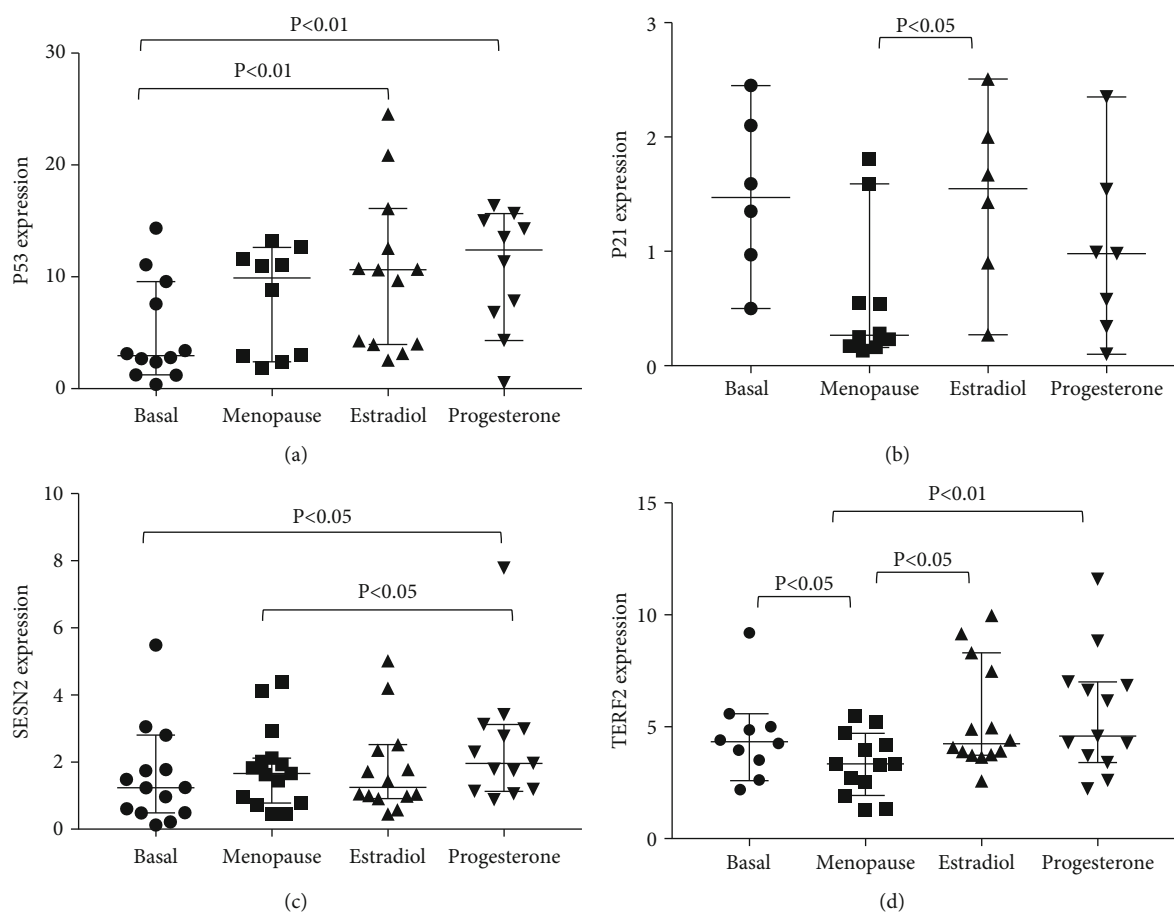 P<0.01
P<0.01
30
20
10
0
P53 expression
Basal Menopause Estradiol Progesterone
(a)
P<0.05
3
2
1
0
P21 expression
Basal Menopause Estradiol Progesterone
(b)
P<0.05
P<0.05
10
8
6
4
2
0
SESN2 expression
Basal Menopause Estradiol Progesterone
(c)
P<0.01
P<0.05
P<0.05
15
10
5
0
TERF2 expression
Basal Menopause Estradiol Progesterone
(d)